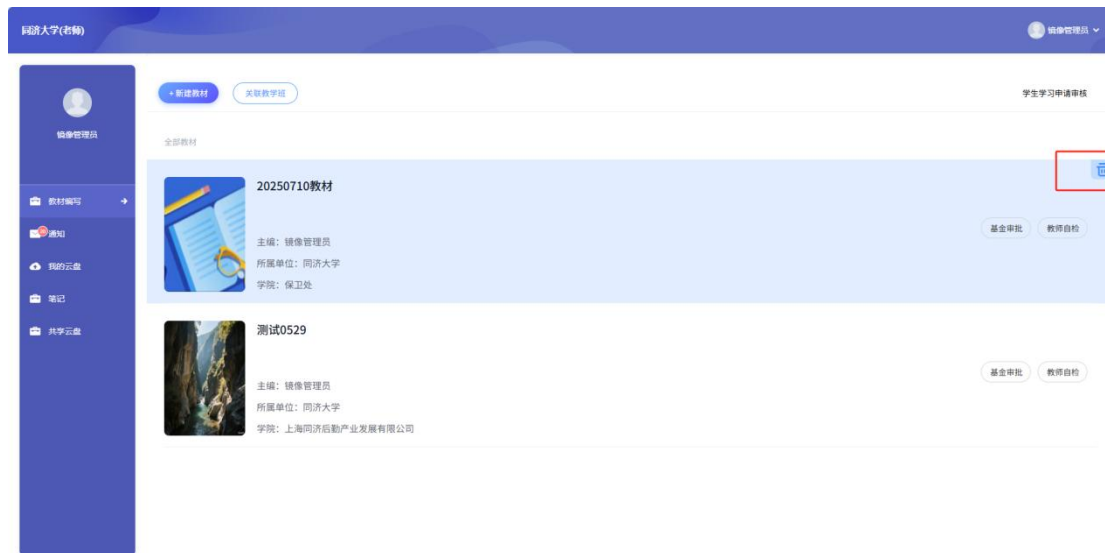 同济大学(老师)
镜像管理员
镜像管理员
教材编写
通知
我的云盘
笔记
共享云盘
+新建教材
关联教学班
学生学习申请审核
全部教材
20250710教材
主编：镜像管理员
所属单位：同济大学
学院：保卫处
基金审批
教师自检
测试0529
主编：镜像管理员
所属单位：同济大学
学院：上海同济后勤产业发展有限公司
基金审批
教师自检